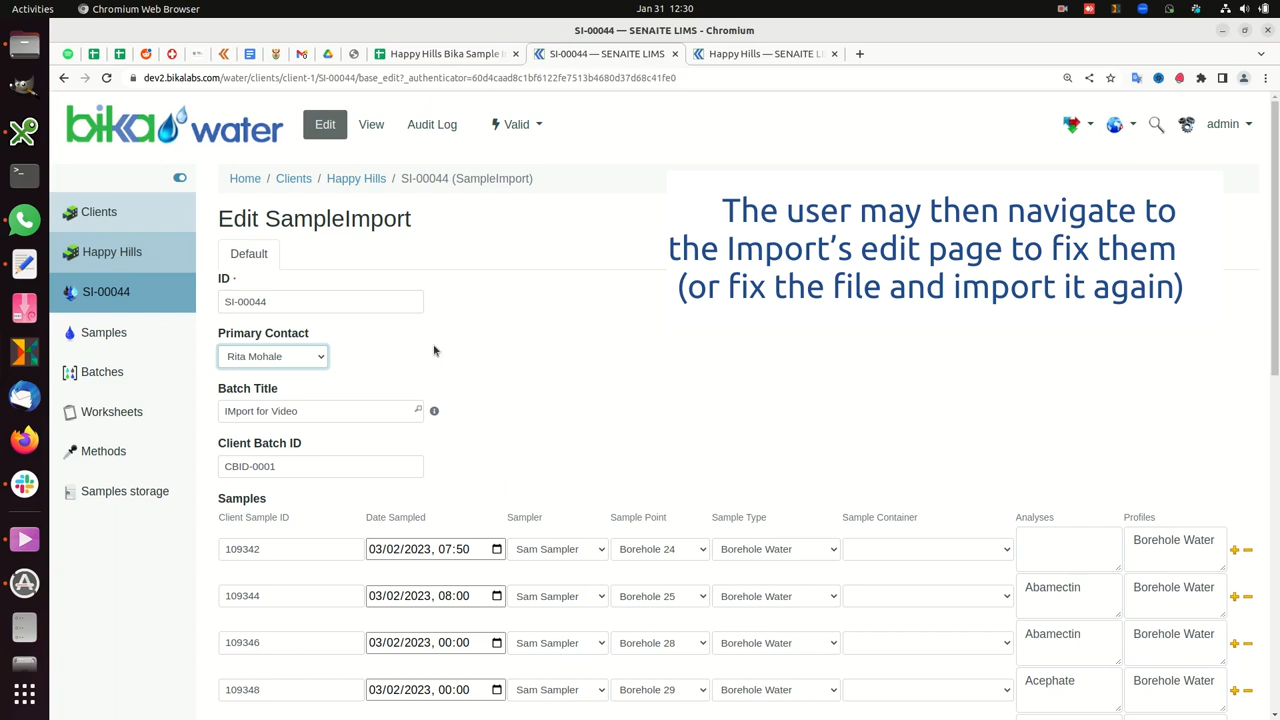 Activities
Chromium Web Browser
Jan 31 12:30
SI-00044 — SENAITE LIMS — Chromium
Happy Hills Bika Sample I
SI-00044 — SENAITE LIMS
Happy Hills — SENAITE LI
dev2.bikalabs.com/water/clients/client-1/SI-00044/base_edit?_authenticator=60d4caad8c1bf6122fe7513b4680d37d68c41fe0
bika water
Edit
View
Audit Log
Valid
admin
Clients
Happy Hills
SI-00044
Samples
Batches
Worksheets
Methods
Samples storage
Home / Clients / Happy Hills / SI-00044 (SampleImport)
The user may then navigate to
the Import’s edit page to fix them
(or fix the file and import it again)
Edit SampleImport
Default
ID
SI-00044
Primary Contact
Rita Mohale
Batch Title
IMport for Video
Client Batch ID
CBID-0001
Samples
Client Sample ID Date Sampled Sampler Sample Point Sample Type Sample Container Analyses Profiles
109342 03/02/2023, 07:50 Sam Sampler Borehole 24 Borehole Water Borehole Water
109344 03/02/2023, 08:00 Sam Sampler Borehole 25 Borehole Water Abamectin Borehole Water
109346 03/02/2023, 00:00 Sam Sampler Borehole 28 Borehole Water Abamectin Borehole Water
109348 03/02/2023, 00:00 Sam Sampler Borehole 29 Borehole Water Acephate Borehole Water